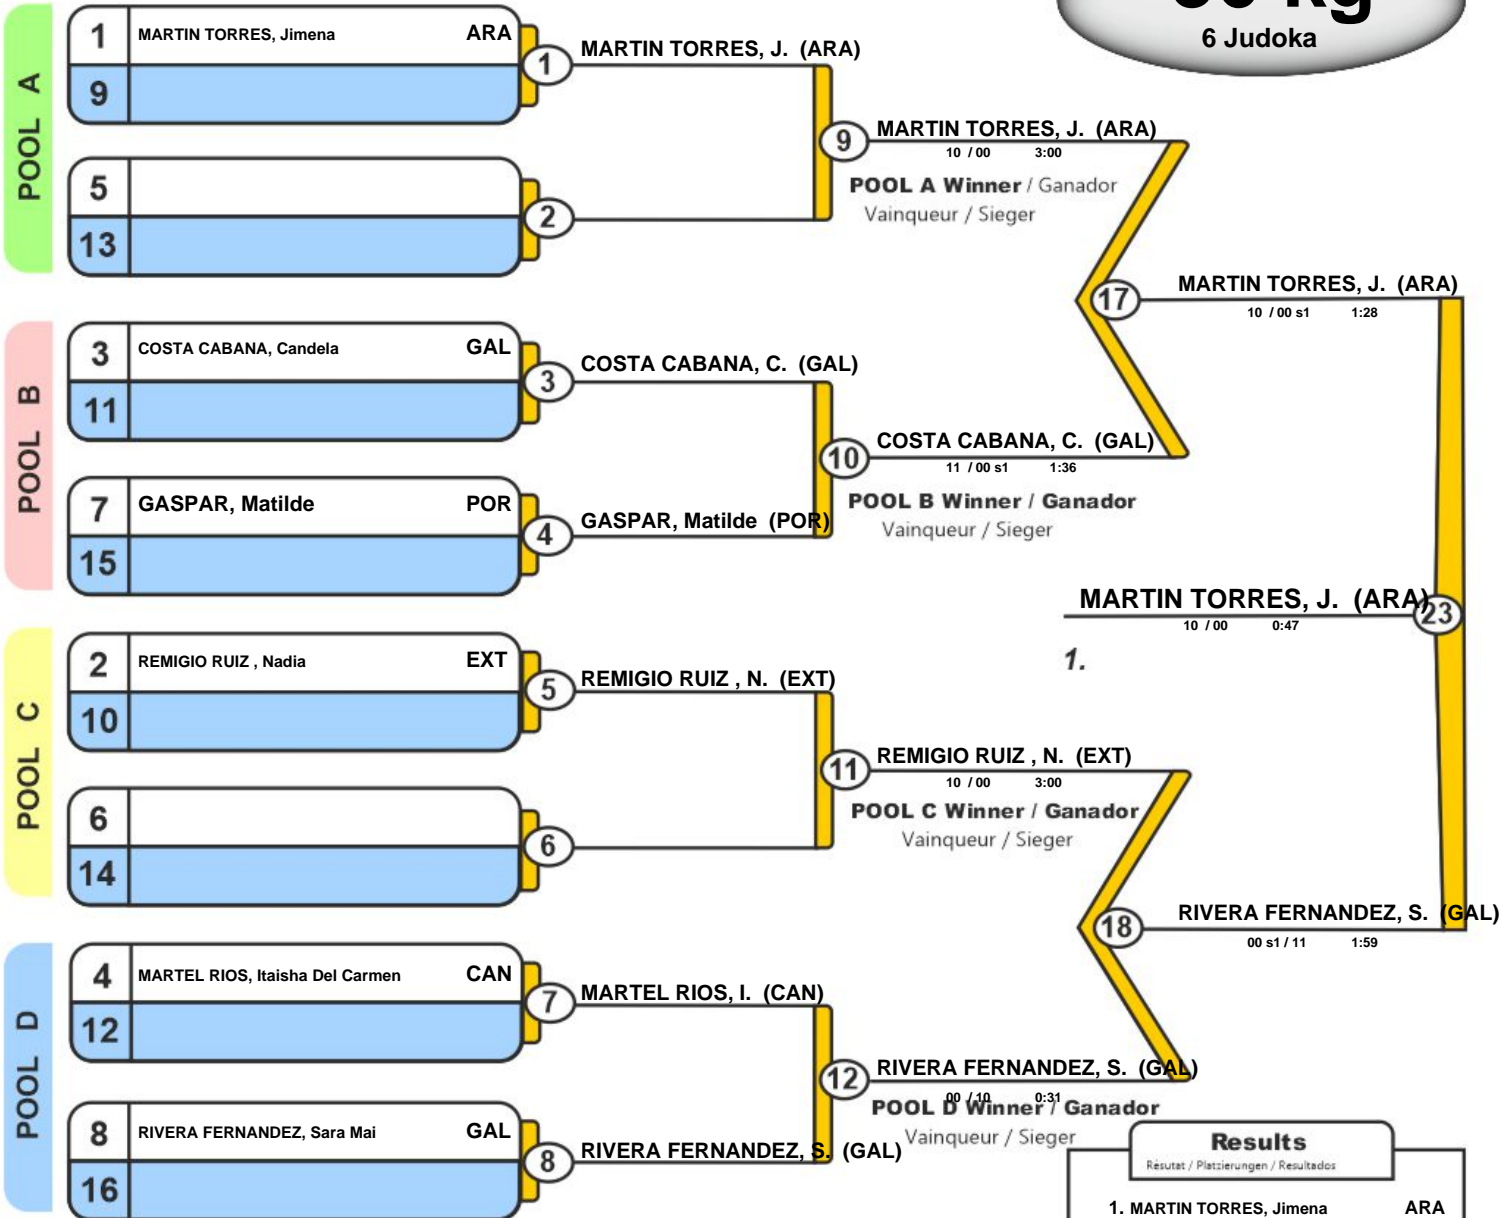 6 Judoka
POOL A
1 MARTIN TORRES, Jimena ARA
9
5
13
1 MARTIN TORRES, J. (ARA)
2
9 MARTIN TORRES, J. (ARA)
10 / 00 3:00
POOL A Winner / Ganador
Vainqueur / Sieger
POOL B
3 COSTA CABANA, Candela GAL
11
7 GASPAR, Matilde POR
15
3 COSTA CABANA, C. (GAL)
4 GASPAR, Matilde (POR)
10 COSTA CABANA, C. (GAL)
11 / 00 s1 1:36
POOL B Winner / Ganador
Vainqueur / Sieger
17 MARTIN TORRES, J. (ARA)
10 / 00 s1 1:28
MARTIN TORRES, J. (ARA) 23
10 / 00 0:47
1.
POOL C
2 REMIGIO RUIZ , Nadia EXT
10
6
14
5 REMIGIO RUIZ , N. (EXT)
6
11 REMIGIO RUIZ , N. (EXT)
10 / 00 3:00
POOL C Winner / Ganador
Vainqueur / Sieger
18 RIVERA FERNANDEZ, S. (GAL)
00 s1 / 11 1:59
POOL D
4 MARTEL RIOS, Itaisha Del Carmen CAN
12
8 RIVERA FERNANDEZ, Sara Mai GAL
16
7 MARTEL RIOS, I. (CAN)
8 RIVERA FERNANDEZ, S. (GAL)
12 RIVERA FERNANDEZ, S. (GAL)
00 / 10 0:31
POOL D Winner / Ganador
Vainqueur / Sieger
Results
Résutat / Platzierungen / Resultados
1. MARTIN TORRES, Jimena ARA